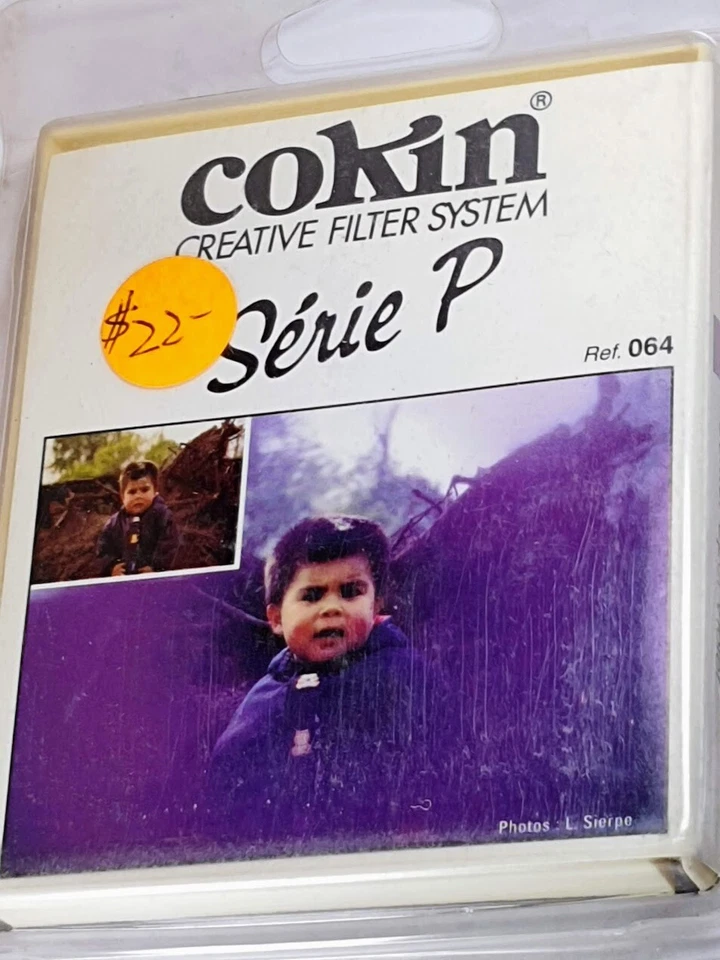 cokin®
CREATIVE FILTER SYSTEM
$22-
Série P
Ref. 064
Photos : L. Sierpe